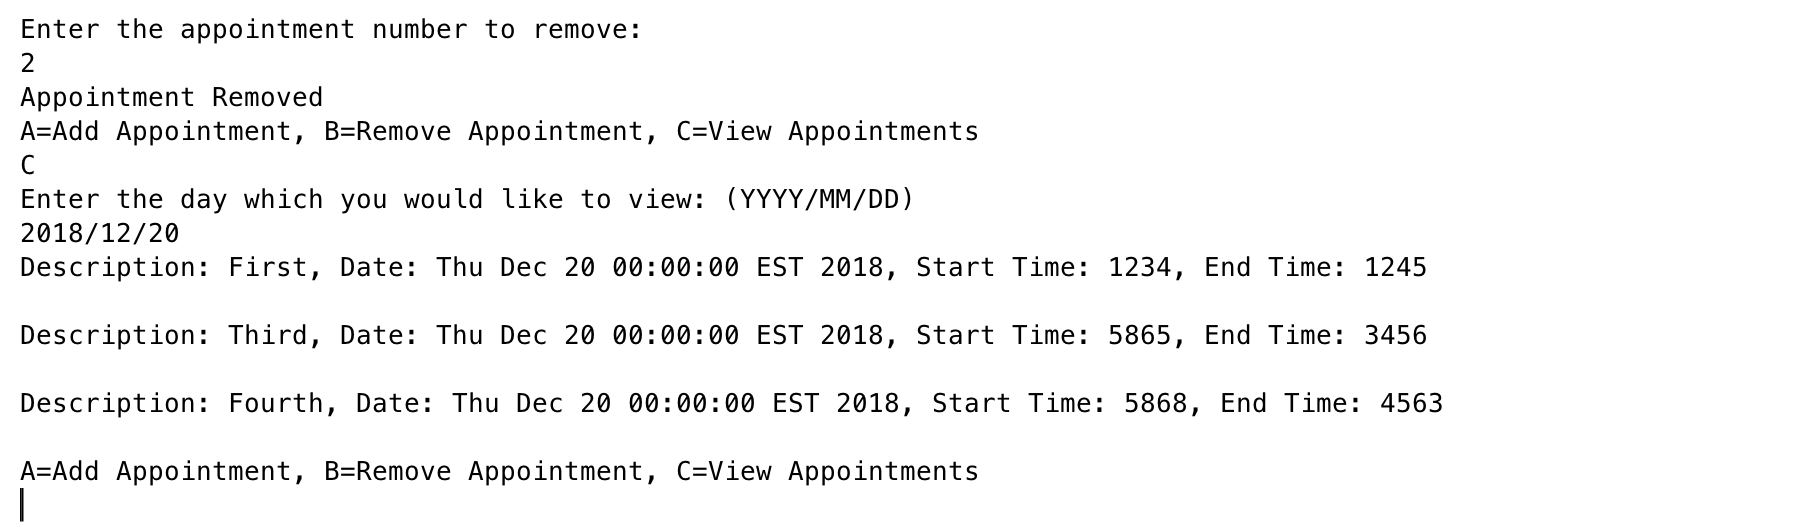 Enter the appointment number to remove:
2
Appointment Removed
A=Add Appointment, B=Remove Appointment, C=View Appointments
C
Enter the day which you would like to view: (YYYY/MM/DD)
2018/12/20
Description: First, Date: Thu Dec 20 00:00:00 EST 2018, Start Time: 1234, End Time: 1245
Description: Third, Date: Thu Dec 20 00:00:00 EST 2018, Start Time: 5865, End Time: 3456
Description: Fourth, Date: Thu Dec 20 00:00:00 EST 2018, Start Time: 5868, End Time: 4563
A=Add Appointment, B=Remove Appointment, C=View Appointments